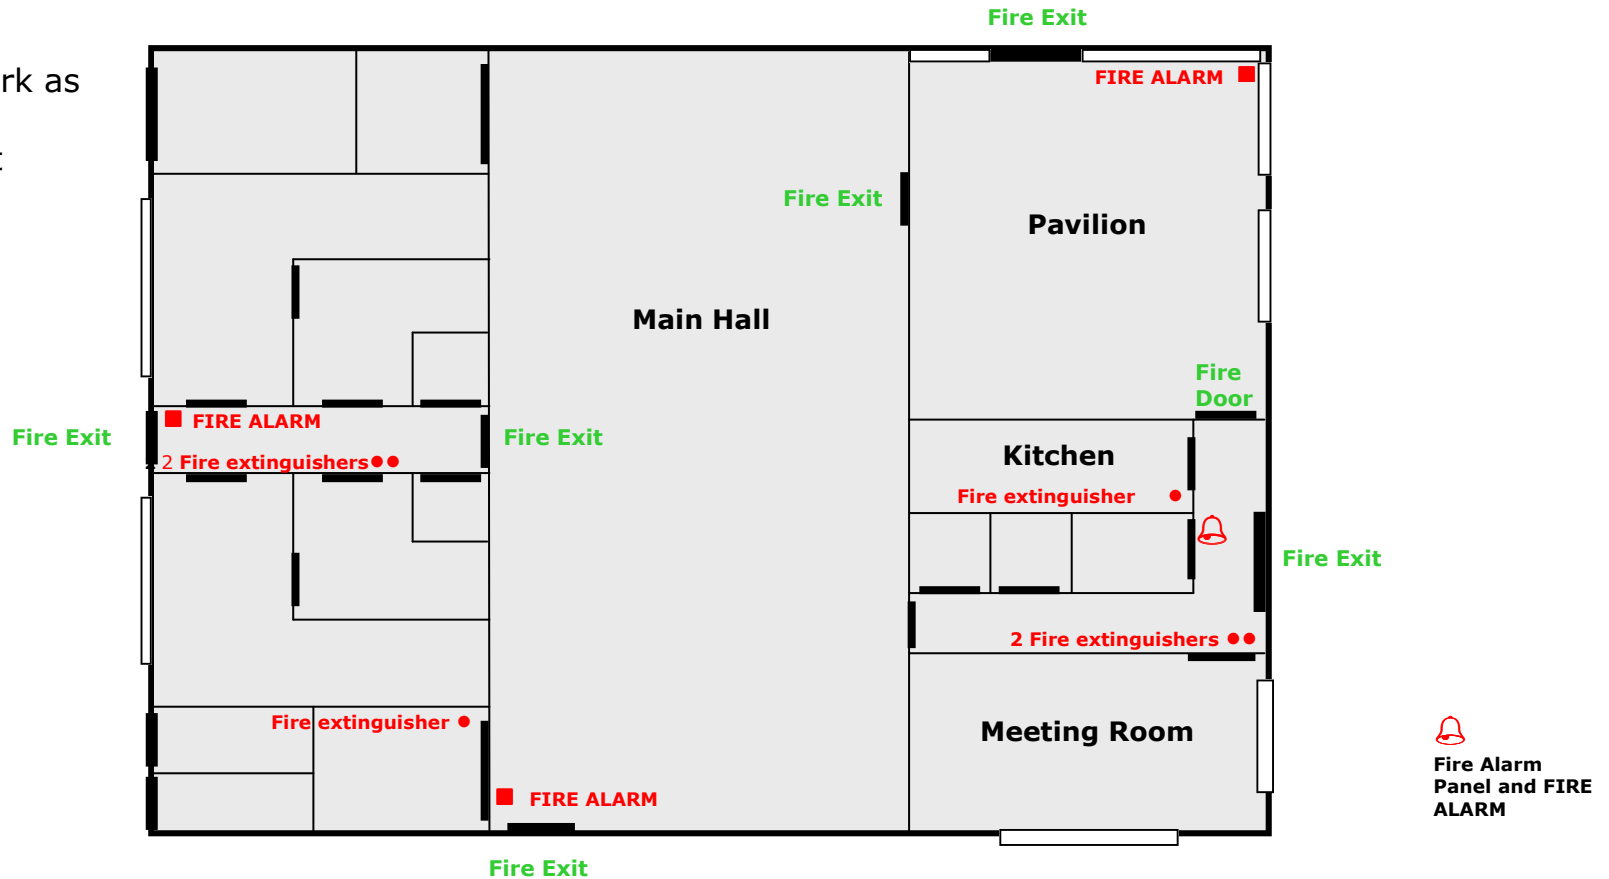 Fire Exit
rk as
FIRE ALARM
t
Fire Exit
Pavilion
Main Hall
Fire
Door
FIRE ALARM
Fire Exit
Fire Exit
Kitchen
2 Fire extinguishers
Fire extinguisher
Fire Exit
2 Fire extinguishers
Fire extinguisher
Meeting Room
Fire Alarm
Panel and FIRE
ALARM
FIRE ALARM
Fire Exit